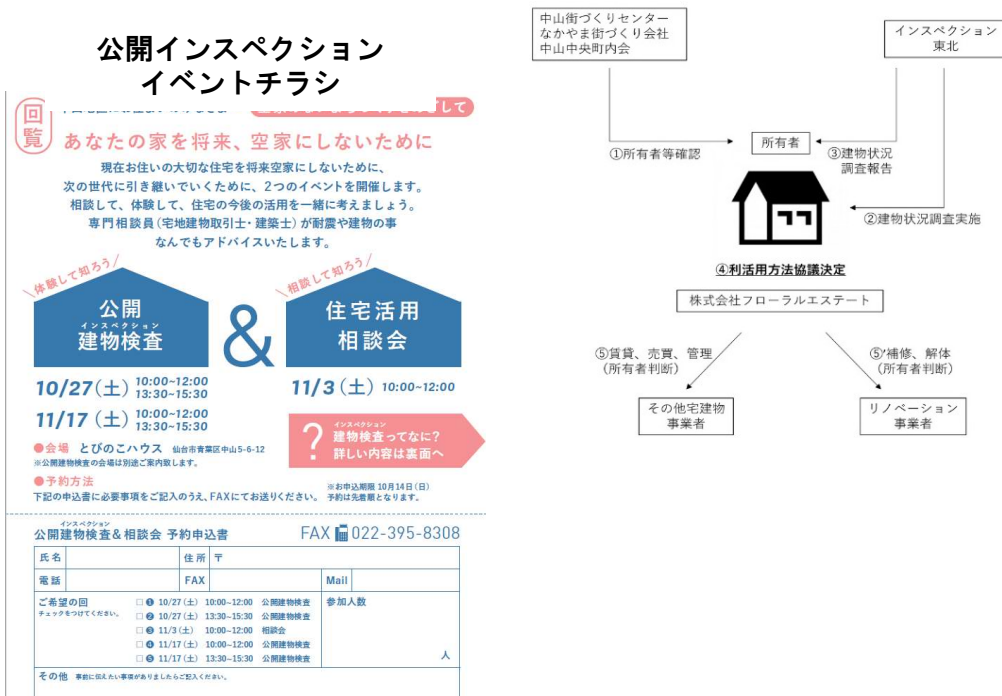 公開インスペクション
イベントチラシ
回覧
あなたの家を将来、空家にしないために
現在お住いの大切な住宅を将来空家にしないために、
次の世代に引き継いでいくために、2つのイベントを開催します。
相談して、体験して、住宅の今後の活用を一緒に考えましょう。
専門相談員(宅地建物取引士・建築士)が耐震や建物の事
なんでもアドバイスいたします。
体験して知ろう
公開
インスペクション
建物検査
&
相談して知ろう
住宅活用
相談会
10/27(土) 10:00~12:00
13:30~15:30
11/17(土) 10:00~12:00
13:30~15:30
11/3(土) 10:00~12:00
?
インスペクション
建物検査ってなに?
詳しい内容は裏面へ
●会場 とびのこハウス 仙台市青葉区中山5-6-12
※公開建物検査の会場は別途ご案内致します。
●予約方法
下記の申込書に必要事項をご記入のうえ、FAXにてお送りください。
※お申込期限 10月14日(日)
予約は先着順となります。
インスペクション
公開建物検査&相談会 予約申込書
FAX 022-395-8308
氏名 住所 〒
電話 FAX Mail
ご希望の回
チェックをつけてください。
□ ❶ 10/27(土) 10:00~12:00 公開建物検査
□ ❷ 10/27(土) 13:30~15:30 公開建物検査
□ ❸ 11/3(土) 10:00~12:00 相談会
□ ❹ 11/17(土) 10:00~12:00 公開建物検査
□ ❺ 11/17(土) 13:30~15:30 公開建物検査
参加人数
人
その他 事前に伝えたい事項がありましたらご記入ください。
中山街づくりセンター
なかやま街づくり会社
中山中央町内会
インスペクション
東北
①所有者等確認
所有者
③建物状況
調査報告
②建物状況調査実施
④利活用方法協議決定
株式会社フローラルエステート
⑤賃貸、売買、管理
(所有者判断)
⑤'補修、解体
(所有者判断)
その他宅建物
事業者
リノベーション
事業者